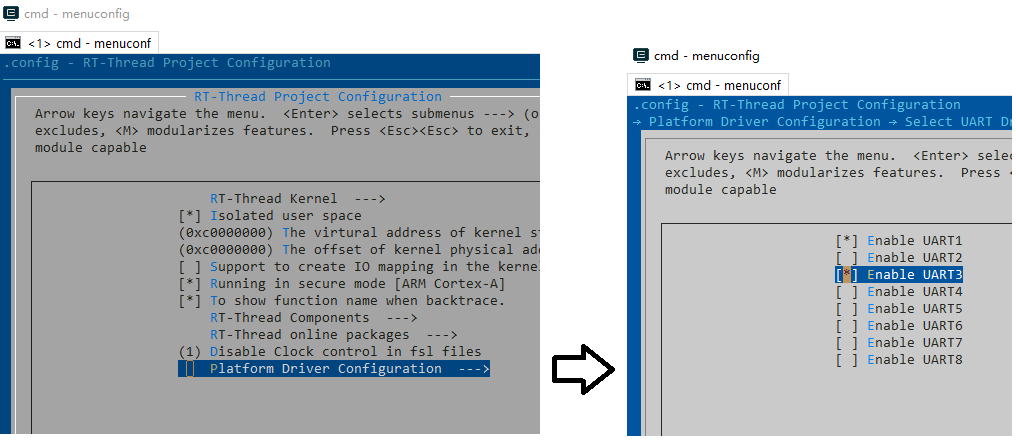 cmd - menuconfig
<1> cmd - menuconf
.config - RT-Thread Project Configuration
RT-Thread Project Configuration
Arrow keys navigate the menu.  <Enter> selects submenus ---> (o
excludes, <M> modularizes features.  Press <Esc><Esc> to exit,
module capable
RT-Thread Kernel  --->
[*] Isolated user space
(0xc0000000) The virtural address of kernel st
(0xc0000000) The offset of kernel physical add
[ ] Support to create IO mapping in the kerne
[*] Running in secure mode [ARM Cortex-A]
[*] To show function name when backtrace.
RT-Thread Components  --->
RT-Thread online packages  --->
(1) Disable Clock control in fsl files
Platform Driver Configuration  --->
cmd - menuconfig
<1> cmd - menuconf
.config - RT-Thread Project Configuration
→ Platform Driver Configuration → Select UART Dr
Arrow keys navigate the menu.  <Enter> selec
excludes, <M> modularizes features.  Press <
module capable
[*] Enable UART1
[ ] Enable UART2
[*] Enable UART3
[ ] Enable UART4
[ ] Enable UART5
[ ] Enable UART6
[ ] Enable UART7
[ ] Enable UART8